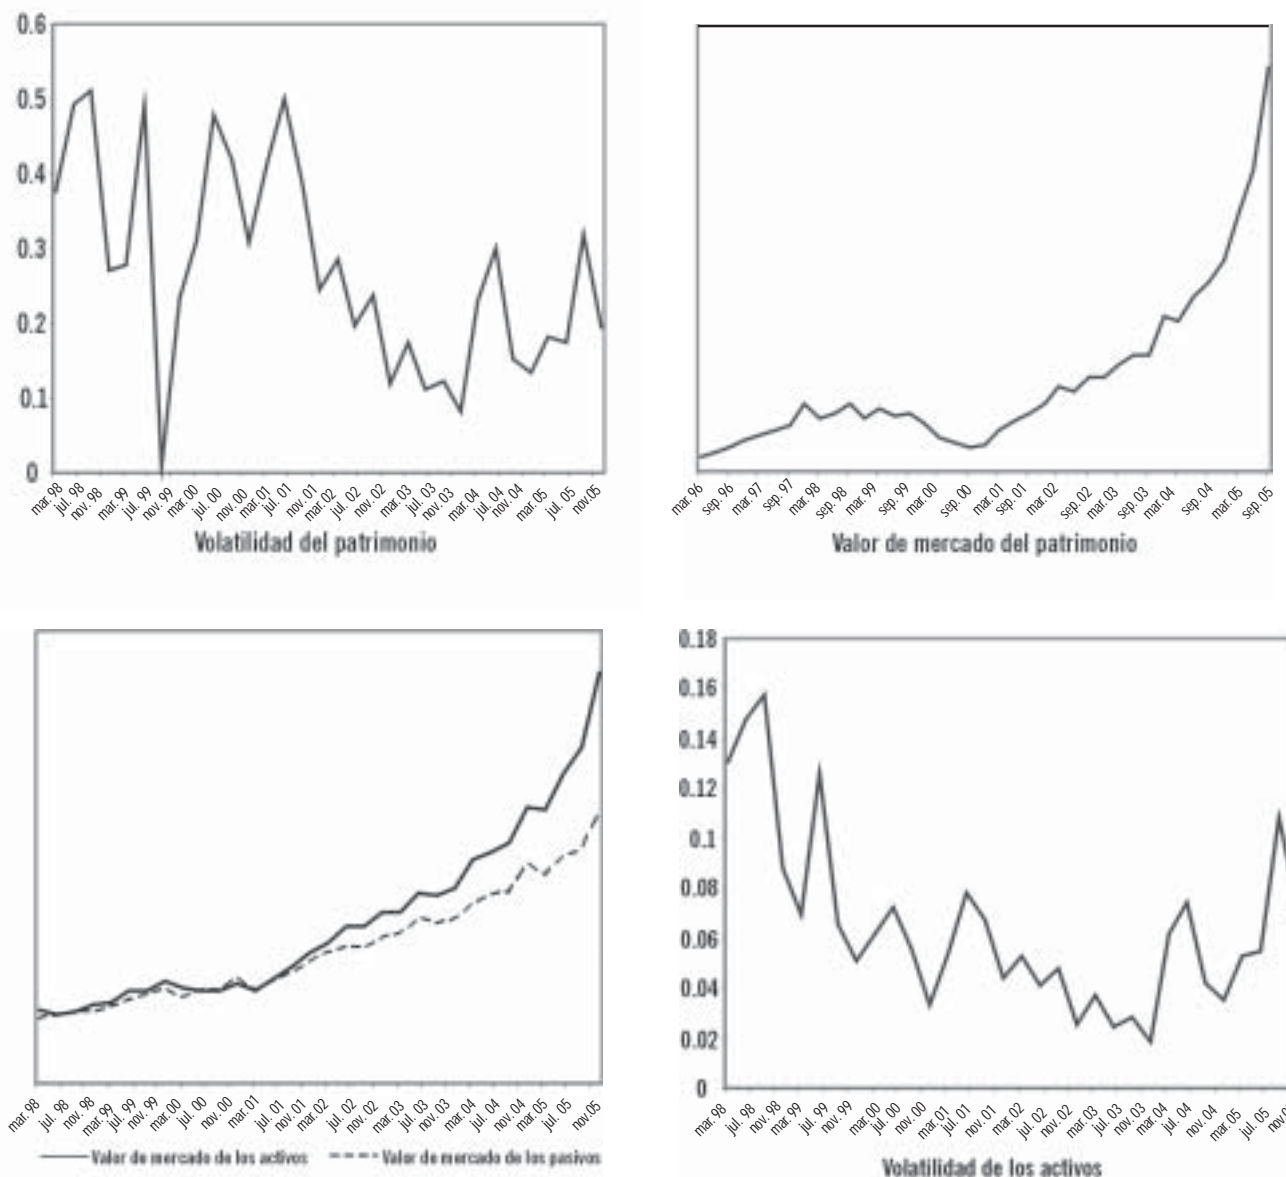 0.6
0.5
0.4
0.3
0.2
0.1
0
mar. 98 jul. 98 nov. 98 mar. 99 jul. 99 nov. 99 mar. 00 jul. 00 nov. 00 mar. 01 jul. 01 nov. 01 mar. 02 jul. 02 nov. 02 mar. 03 jul. 03 nov. 03 mar. 04 jul. 04 nov. 04 mar. 05 jul. 05 nov.05
Volatilidad del patrimonio
mar. 96 sep. 96 mar. 97 sep. 97 mar. 98 sep. 98 mar. 99 sep. 99 mar. 00 sep. 00 mar. 01 sep. 01 mar. 02 sep. 02 mar. 03 sep. 03 mar. 04 sep. 04 mar. 05 sep. 05
Valor de mercado del patrimonio
mar. 98 jul. 98 nov. 98 mar. 99 jul. 99 nov. 99 mar. 00 jul. 00 nov. 00 mar. 01 jul. 01 nov. 01 mar. 02 jul. 02 nov. 02 mar. 03 jul. 03 nov. 03 mar. 04 jul. 04 nov. 04 mar. 05 jul. 05 nov.05
Valor de mercado de los activos Valor de mercado de los pasivos
0.18
0.16
0.14
0.12
0.1
0.08
0.06
0.04
0.02
0
mar. 98 jul. 98 nov. 98 mar. 99 jul. 99 nov. 99 mar. 00 jul. 00 nov. 00 mar. 01 jul. 01 nov. 01 mar. 02 jul. 02 nov. 02 mar. 03 jul. 03 nov. 03 mar. 04 jul. 04 nov. 04 mar. 05 jul. 05
Volatilidad de los activos